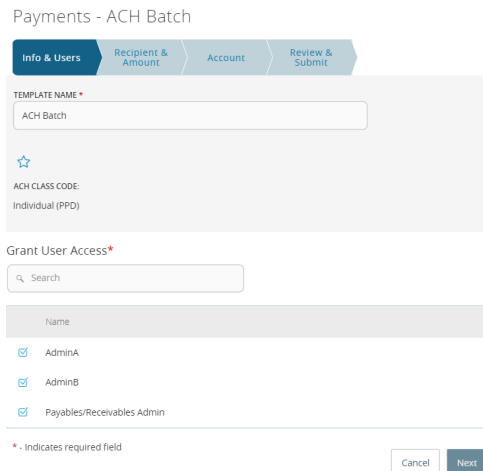 Payments - ACH Batch
Info & Users
Recipient &
Amount
Account
Review &
Submit
TEMPLATE NAME *
ACH Batch
ACH CLASS CODE:
Individual (PPD)
Grant User Access*
Search
Name
AdminA
AdminB
Payables/Receivables Admin
* - Indicates required field
Cancel
Next